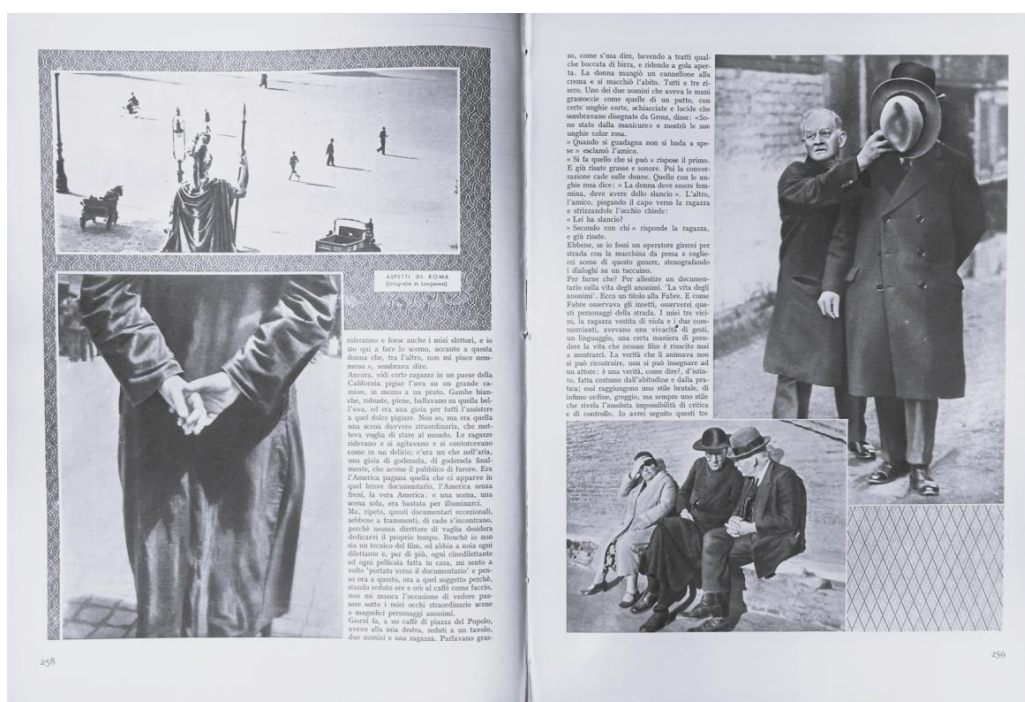 ASPETTI DI ROMA
(fotografie di Longanesi).
rideranno e forse anche i miei elettori, e io
sto qui a fare lo scemo, accanto a questa
donna che, tra l'altro, non mi piace nem-
meno », sembrava dire.
Ancora, vidi certe ragazze in un paese della
California pigiar l'uva su un grande ca-
mion, in mezzo a un prato. Gambe bian-
che, robuste, piene, ballavano su quella bel-
l'uva, ed era una gioia per tutti l'assistere
a quel dolce pigiare. Non so, ma era quella
una scena davvero straordinaria, che met-
teva voglia di stare al mondo. Le ragazze
ridevano e si agitavano e si contorcevano
come in un delirio; c'era un che nell'aria,
una gioia di godersela, di godersela final-
mente, che accese il pubblico di furore. Era
l'America pagana quella che ci apparve in
quel breve documentario, l'America senza
freni, la vera America: e una scena, una
scena sola, era bastata per illuminarci.
Ma, ripeto, questi documentari eccezionali,
sebbene a frammenti, di rado s'incontrano,
perchè nessun direttore di vaglia desidera
dedicarvi il proprio tempo. Benchè io non
sia un tecnico del film, ed abbia a noia ogni
dilettante e, per di più, ogni cinedilettante
ed ogni pellicola fatta in casa, mi sento a
volte 'portato verso il documentario' e pen-
so ora a questo, ora a quel soggetto perchè,
stando seduto ore e ore al caffè come faccio,
non mi manca l'occasione di vedere pas-
sare sotto i miei occhi straordinarie scene
e magnifici personaggi anonimi.
Giorni fa, a un caffè di piazza del Popolo,
avevo alla mia destra, seduti a un tavolo,
due uomini e una ragazza. Parlavano gras-
258
so, come s'usa dire, bevendo a tratti qual-
che boccata di birra, e ridendo a gola aper-
ta. La donna mangiò un cannellone alla
crema e si macchiò l'abito. Tutti e tre ri-
sero. Uno dei due uomini che aveva le mani
grassoccie come quelle di un putto, con
certe unghie corte, schiacciate e lucide che
sembravano disegnate da Grosz, disse: «So-
no stato dalla manicure» e mostrò le sue
unghie color rosa.
« Quando si guadagna non si bada a spe-
se » esclamò l'amico.
« Si fa quello che si può » rispose il primo.
E giù risate grasse e sonore. Poi la conver-
sazione cade sulle donne. Quello con le un-
ghie rosa dice: « La donna deve essere fem-
mina, deve avere dello slancio ». L'altro,
l'amico, piegando il capo verso la ragazza
e strizzandole l'occhio chiede:
« Lei ha slancio?
« Secondo con chi » risponde la ragazza,
e giù risate.
Ebbene, se io fossi un operatore girerei per
strada con la macchina da presa e coglie-
rei scene di questo genere, stenografando
i dialoghi su un taccuino.
Per farne che? Per allestire un documen-
tario sulla vita degli anonimi. 'La vita degli
anonimi'. Ecco un titolo alla Fabre. E come
Fabre osservava gli insetti, osserverei que-
sti personaggi della strada. I miei tre vici-
ni, la ragazza vestita di viola e i due com-
mercianti, avevano una vivacità di gesti,
un linguaggio, una certa maniera di pren-
dere la vita che nessun film è riuscito mai
a mostrarci. La verità che li animava non
si può ricostruire, non si può insegnare ad
un attore: è una verità, come dire?, d'istin-
to, fatta costume dall'abitudine e dalla pra-
tica; essi raggiungono uno stile brutale, di
infimo ordine, greggio, ma sempre uno stile
che rivela l'assoluta impossibilità di critica
e di controllo. Io avrei seguito questi tre
259